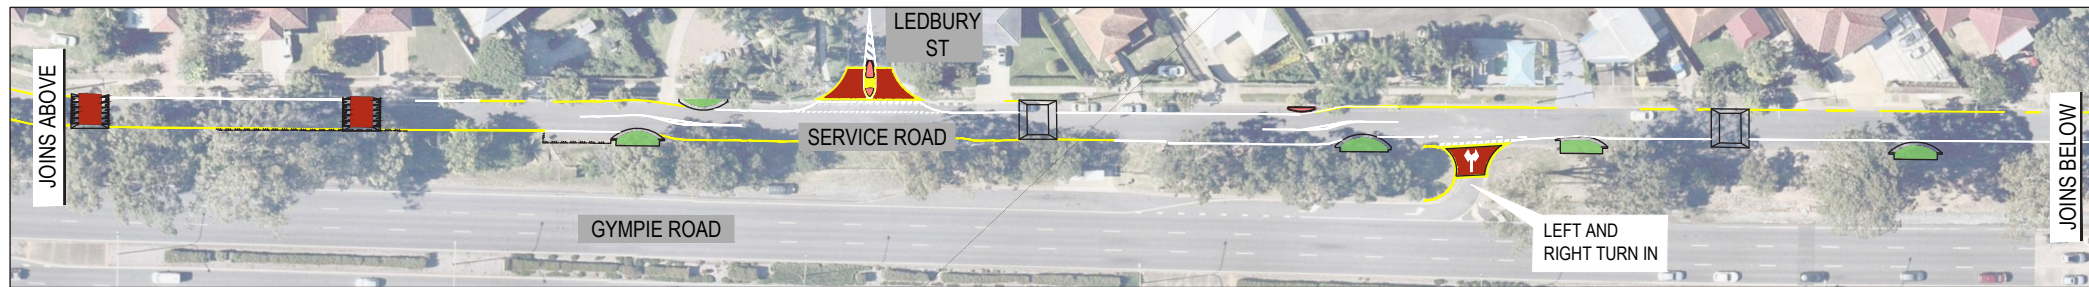 LEDBURY
ST
JOINS ABOVE
SERVICE ROAD
GYMPIE ROAD
LEFT AND
RIGHT TURN IN
JOINS BELOW